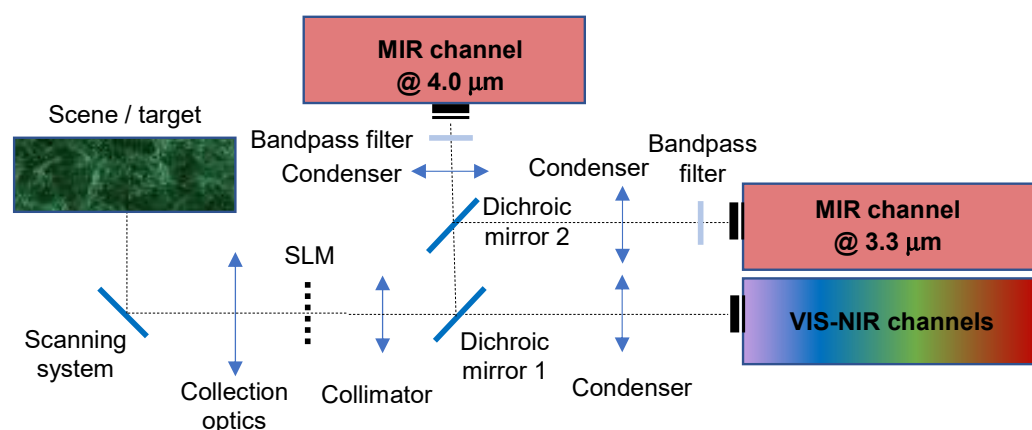 MIR channel
@ 4.0 μm
Scene / target
Bandpass filter
Condenser
Condenser
Bandpass
filter
Dichroic
mirror 2
MIR channel
@ 3.3 μm
SLM
VIS-NIR channels
Scanning
system
Collection
optics
Collimator
Dichroic
mirror 1
Condenser